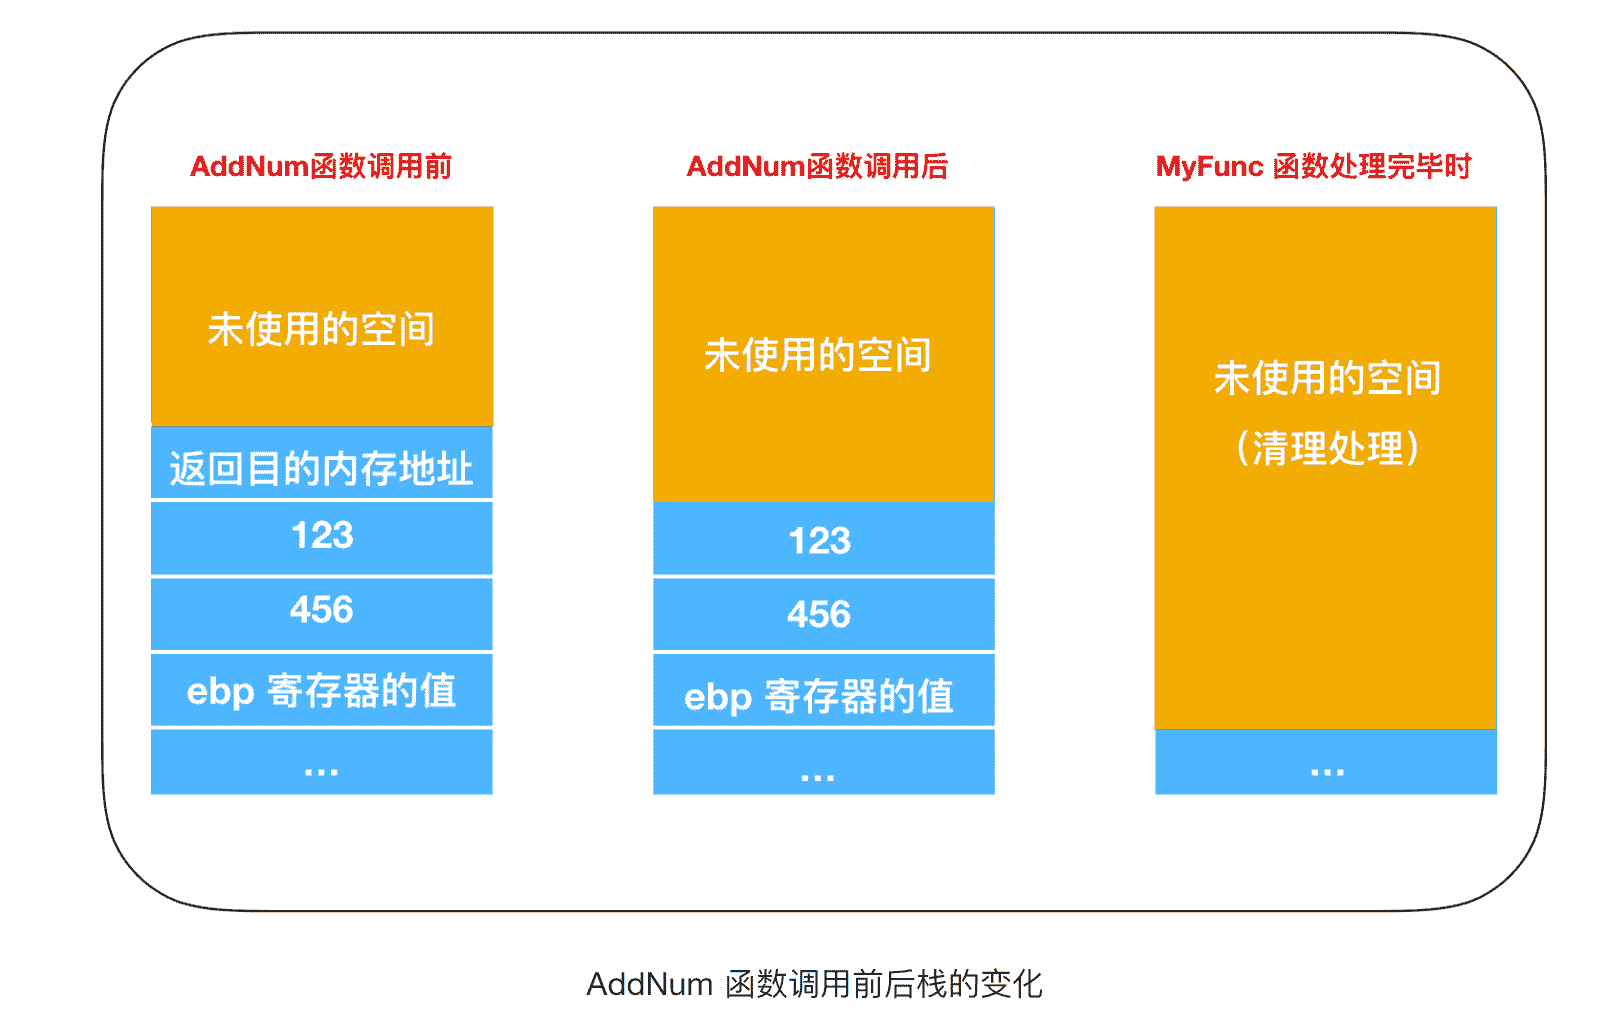 AddNum函数调用前
未使用的空间
返回目的内存地址
123
456
ebp 寄存器的值
...
AddNum函数调用后
未使用的空间
123
456
ebp 寄存器的值
...
MyFunc 函数处理完毕时
未使用的空间
（清理处理）
...
AddNum 函数调用前后栈的变化